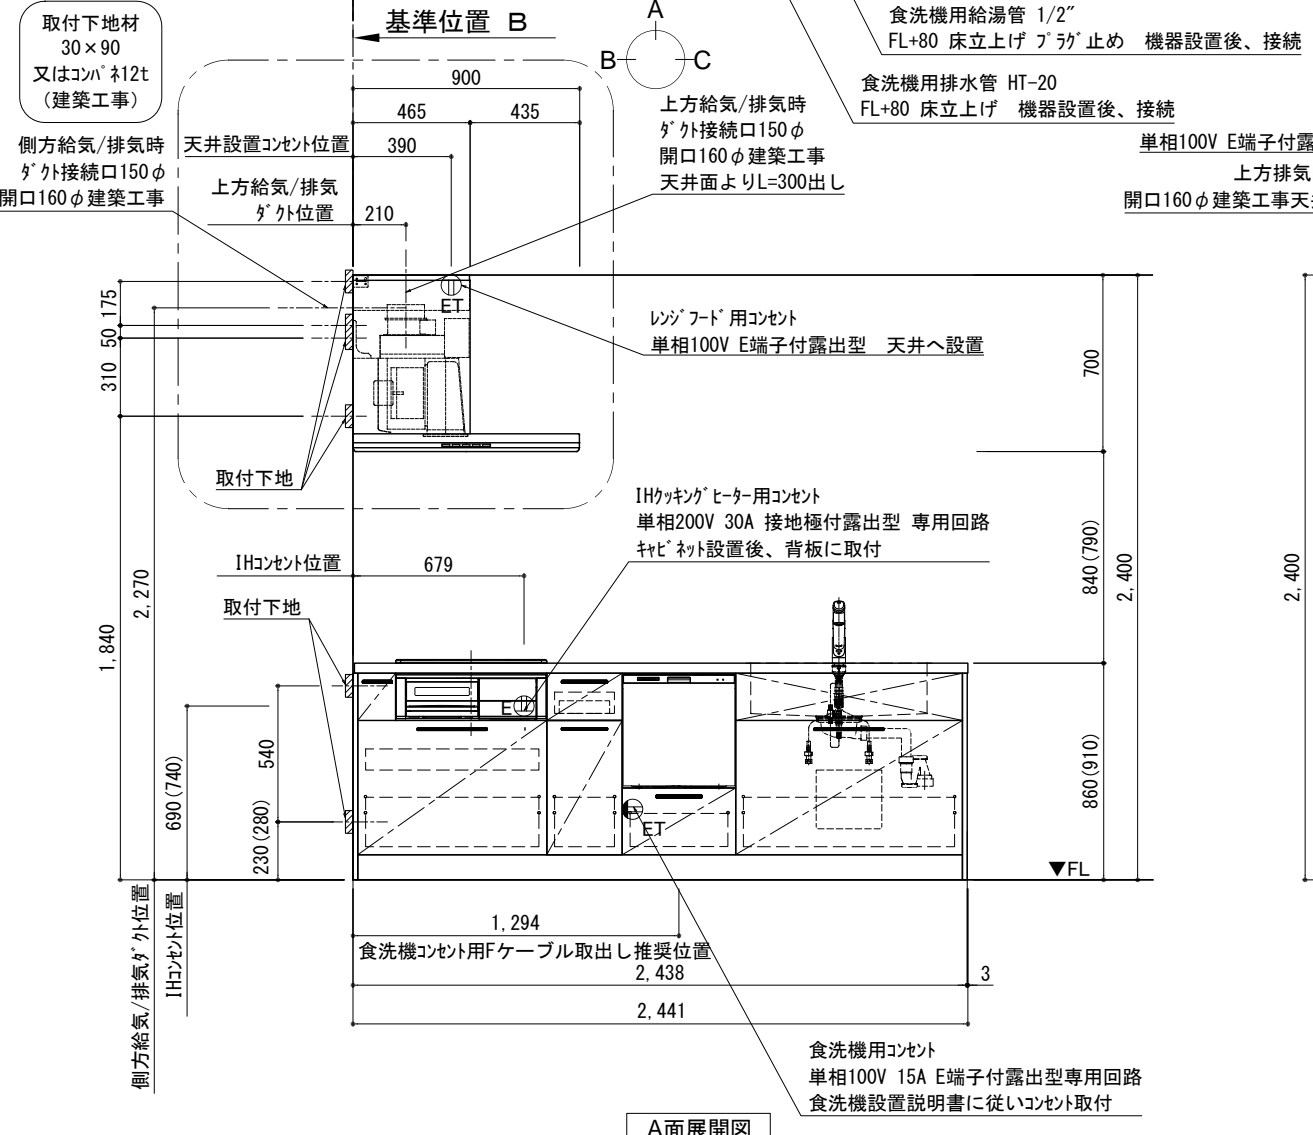 取付下地材
30×90
又はｺﾝﾊﾟﾈ12t
(建築工事)
基準位置 B
A
B
C
食洗機用給湯管 1/2″
FL+80 床立上げ ﾌﾟﾗｸﾞ止め 機器設置後、接続
食洗機用排水管 HT-20
FL+80 床立上げ 機器設置後、接続
単相100V E端子付露
上方排気
開口160φ建築工事天
側方給気/排気時
ﾀﾞｸﾄ接続口150φ
開口160φ建築工事
900
465
435
天井設置ｺﾝｾﾝﾄ位置
390
上方給気/排気
ﾀﾞｸﾄ位置
210
上方給気/排気時
ﾀﾞｸﾄ接続口150φ
開口160φ建築工事
天井面よりL=300出し
ET
ﾚﾝｼﾞﾌｰﾄﾞ用ｺﾝｾﾝﾄ
単相100V E端子付露出型 天井へ設置
175
50
310
700
取付下地
IHｸｯｷﾝｸﾞﾋｰﾀｰ用ｺﾝｾﾝﾄ
単相200V 30A 接地極付露出型 専用回路
ｷｬﾋﾞﾈｯﾄ設置後、背板に取付
IHｺﾝｾﾝﾄ位置
679
取付下地
2,270
1,840
840(790)
2,400
2,400
E
540
690(740)
230(280)
860(910)
ET
▼FL
側方給気/排気ﾀﾞｸﾄ位置
IHｺﾝｾﾝﾄ位置
1,294
食洗機ｺﾝｾﾝﾄ用Fケーブル取出し推奨位置
2,438
3
2,441
食洗機用ｺﾝｾﾝﾄ
単相100V 15A E端子付露出型専用回路
食洗機設置説明書に従いｺﾝｾﾝﾄ取付
A面展開図